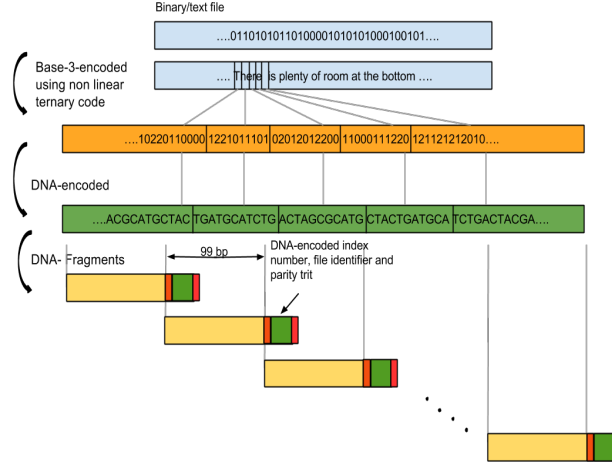 Binary/text file
....01101010110100001010101000100101....
Base-3-encoded
using non linear
ternary code
.... There is plenty of room at the bottom ....
....10220110000 12210111​01 02012012200 11000111220 121121212010....
DNA-encoded
....ACGCATGCTAC TGATGCATCTG ACTAGCGCATG CTACTGATGCA TCTGACTACGA....
DNA- Fragments
99 bp
DNA-encoded index
number, file identifier and
parity trit